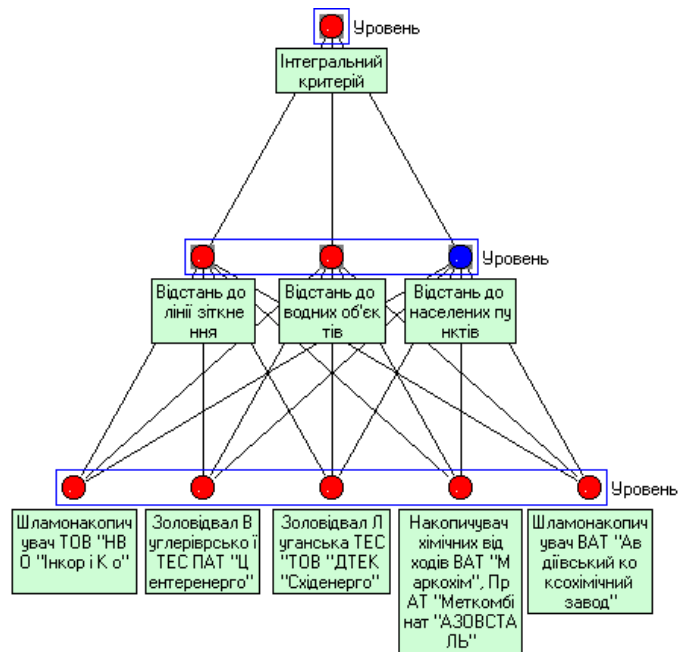 Уровень
Інтегральний
критерій
Уровень
Відстань до
лінії зіткне
ння
Відстань до
водних об'єк
тів
Відстань до
населених пу
нктів
Уровень
Шламонакопич
увач ТОВ "НВ
О "Інкор і К о"
Золовідвал В
углеріврсько ї
ТЕС ПАТ "Ц
ентеренерго"
Золовідвал Л
уганська ТЕС
"ТОВ "ДТЕК
"Східенерго"
Накопичувач
хімічних від
ходів ВАТ "М
аркохім", Пр
АТ "Меткомбі
нат "АЗОВСТА
ЛЬ"
Шламонакопич
увач ВАТ "Ав
діївський ко
ксохімічний
завод"